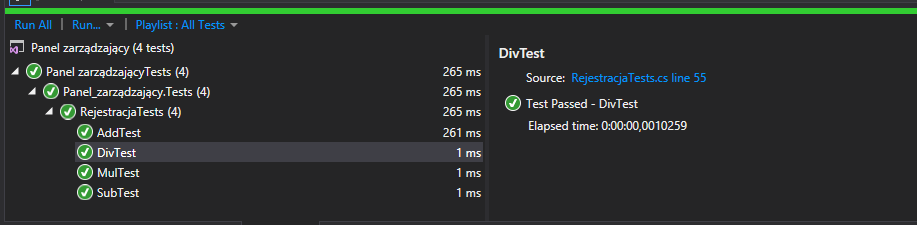 Run All | Run... | Playlist : All Tests
Panel zarządzający (4 tests)
Panel zarządzającyTests (4) 265 ms
Panel_zarządzający.Tests (4) 265 ms
RejestracjaTests (4) 265 ms
AddTest 261 ms
DivTest 1 ms
MulTest 1 ms
SubTest 1 ms
DivTest
Source: RejestracjaTests.cs line 55
Test Passed - DivTest
Elapsed time: 0:00:00,0010259